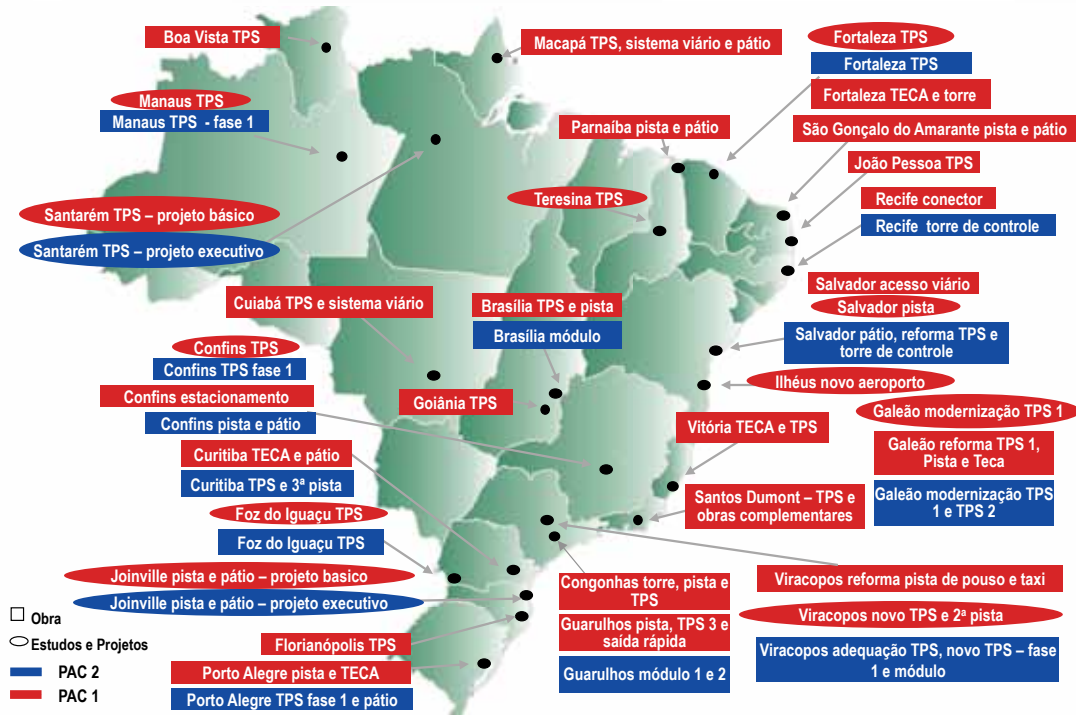 Boa Vista TPS
Macapá TPS, sistema viário e pátio
Fortaleza TPS
Fortaleza TPS
Fortaleza TECA e torre
Manaus TPS
Manaus TPS - fase 1
Parnaíba pista e pátio
São Gonçalo do Amarante pista e pátio
João Pessoa TPS
Teresina TPS
Recife conector
Recife torre de controle
Santarém TPS – projeto básico
Santarém TPS – projeto executivo
Salvador acesso viário
Salvador pista
Salvador pátio, reforma TPS e
torre de controle
Cuiabá TPS e sistema viário
Brasília TPS e pista
Brasília módulo
Confins TPS
Confins TPS fase 1
Confins estacionamento
Confins pista e pátio
Goiânia TPS
Ilhéus novo aeroporto
Vitória TECA e TPS
Galeão modernização TPS 1
Galeão reforma TPS 1,
Pista e Teca
Galeão modernização TPS
1 e TPS 2
Curitiba TECA e pátio
Curitiba TPS e 3ª pista
Santos Dumont – TPS e
obras complementares
Foz do Iguaçu TPS
Foz do Iguaçu TPS
Joinville pista e pátio – projeto basico
Joinville pista e pátio – projeto executivo
Congonhas torre, pista e
TPS
Guarulhos pista, TPS 3 e
saída rápida
Guarulhos módulo 1 e 2
Viracopos reforma pista de pouso e taxi
Viracopos novo TPS e 2ª pista
Viracopos adequação TPS, novo TPS – fase
1 e módulo
Florianópolis TPS
Porto Alegre pista e TECA
Porto Alegre TPS fase 1 e pátio
Obra
Estudos e Projetos
PAC 2
PAC 1